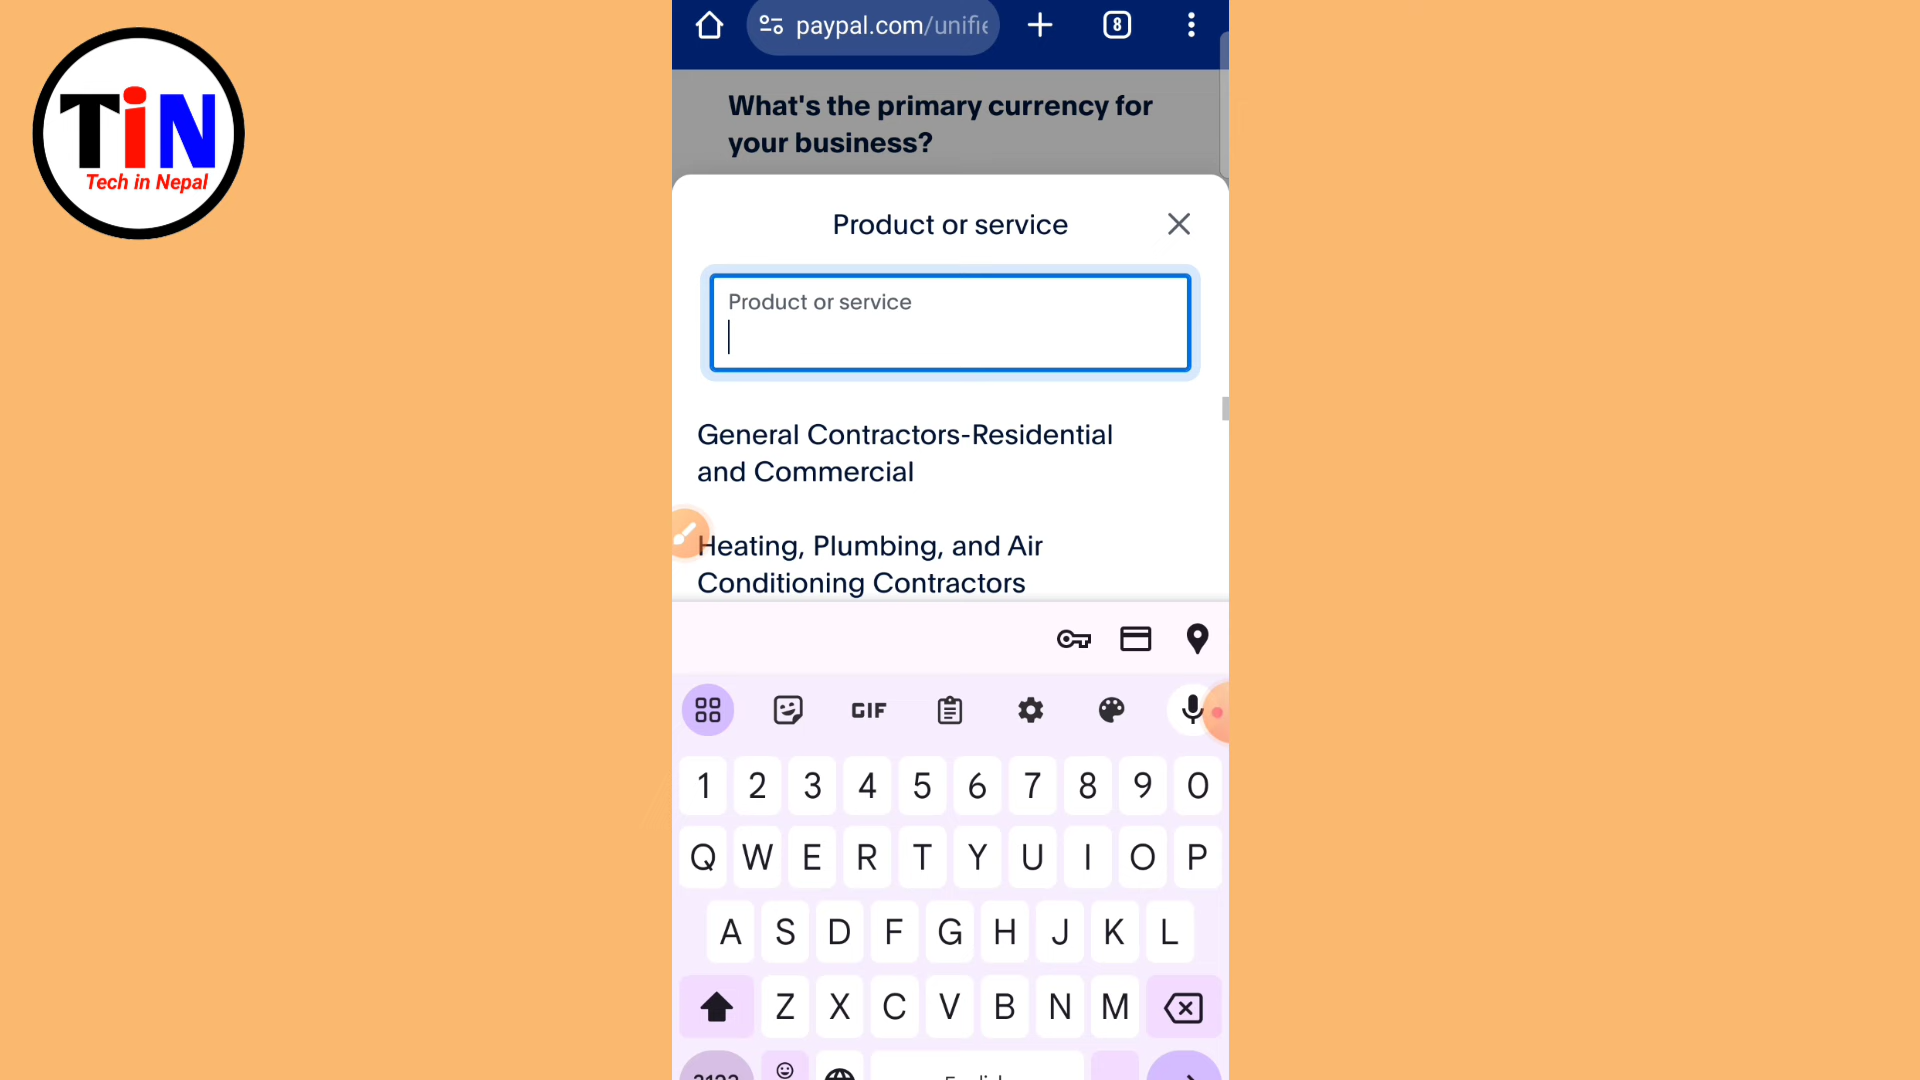 TiN
Tech in Nepal
paypal.com/unifie
8
What's the primary currency for
your business?
Product or service
Product or service
General Contractors-Residential
and Commercial
Heating, Plumbing, and Air
Conditioning Contractors
GIF
1 2 3 4 5 6 7 8 9 0
Q W E R T Y U I O P
A S D F G H J K L
Z X C V B N M